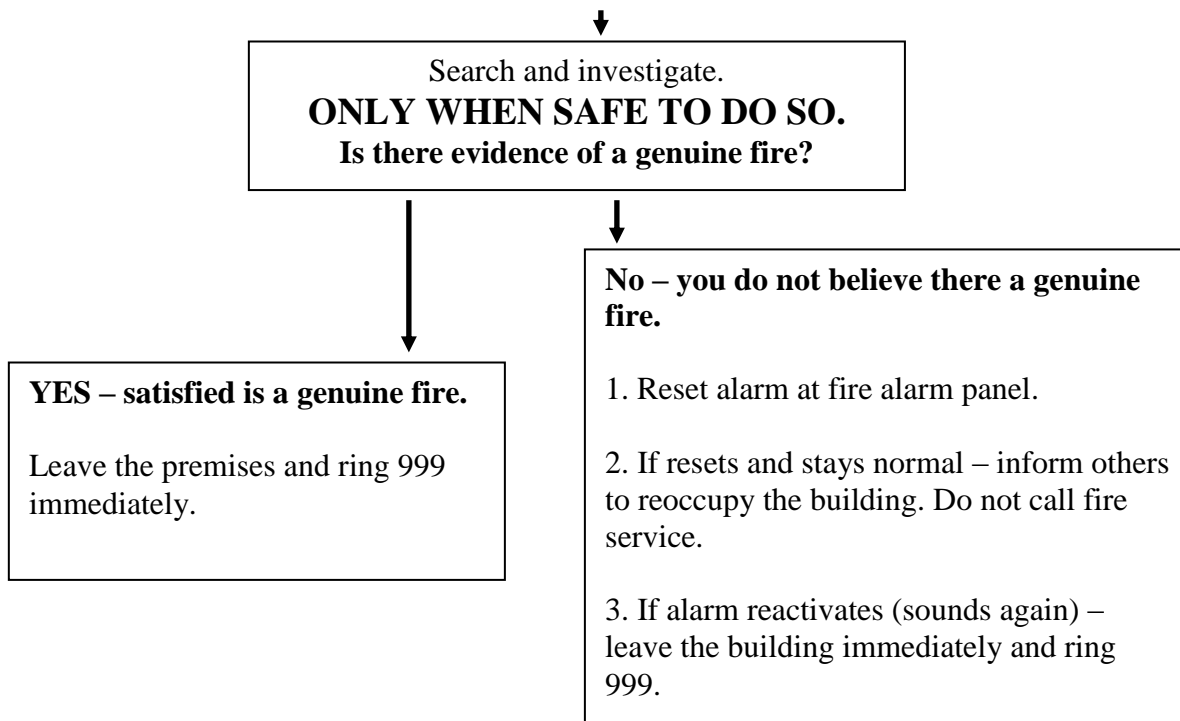 Search and investigate.
ONLY WHEN SAFE TO DO SO.
Is there evidence of a genuine fire?
No – you do not believe there a genuine
fire.
1. Reset alarm at fire alarm panel.
2. If resets and stays normal – inform others
to reoccupy the building. Do not call fire
service.
3. If alarm reactivates (sounds again) –
leave the building immediately and ring
999.
YES – satisfied is a genuine fire.
Leave the premises and ring 999
immediately.